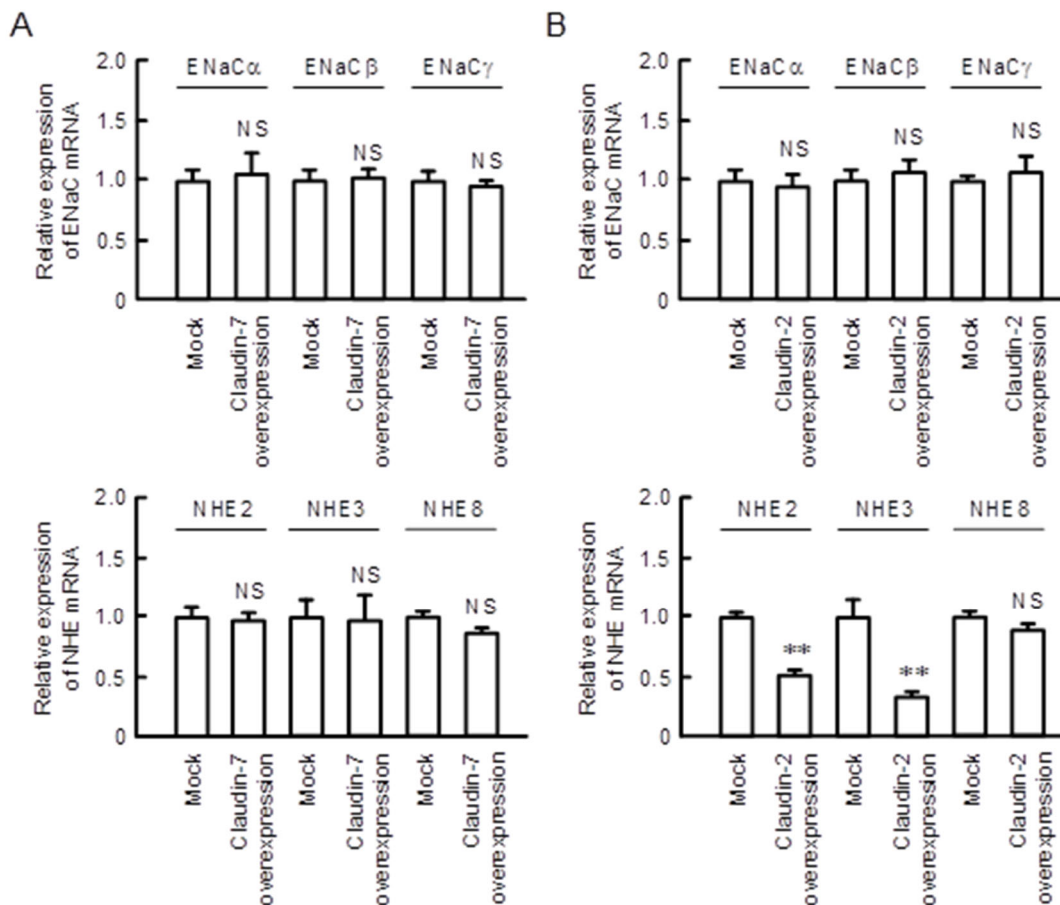 A
Relative expression
of ENaC mRNA
2.0
1.5
1.0
0.5
0
ENaCα
ENaCβ
ENaCγ
NS
NS
NS
Mock
Claudin-7
overexpression
Mock
Claudin-7
overexpression
Mock
Claudin-7
overexpression
Relative expression
of NHE mRNA
2.0
1.5
1.0
0.5
0
NHE2
NHE3
NHE8
NS
NS
NS
Mock
Claudin-7
overexpression
Mock
Claudin-7
overexpression
Mock
Claudin-7
overexpression
B
Relative expression
of ENaC mRNA
2.0
1.5
1.0
0.5
0
ENaCα
ENaCβ
ENaCγ
NS
NS
NS
Mock
Claudin-2
overexpression
Mock
Claudin-2
overexpression
Mock
Claudin-2
overexpression
Relative expression
of NHE mRNA
2.0
1.5
1.0
0.5
0
NHE2
NHE3
NHE8
**
**
NS
Mock
Claudin-2
overexpression
Mock
Claudin-2
overexpression
Mock
Claudin-2
overexpression